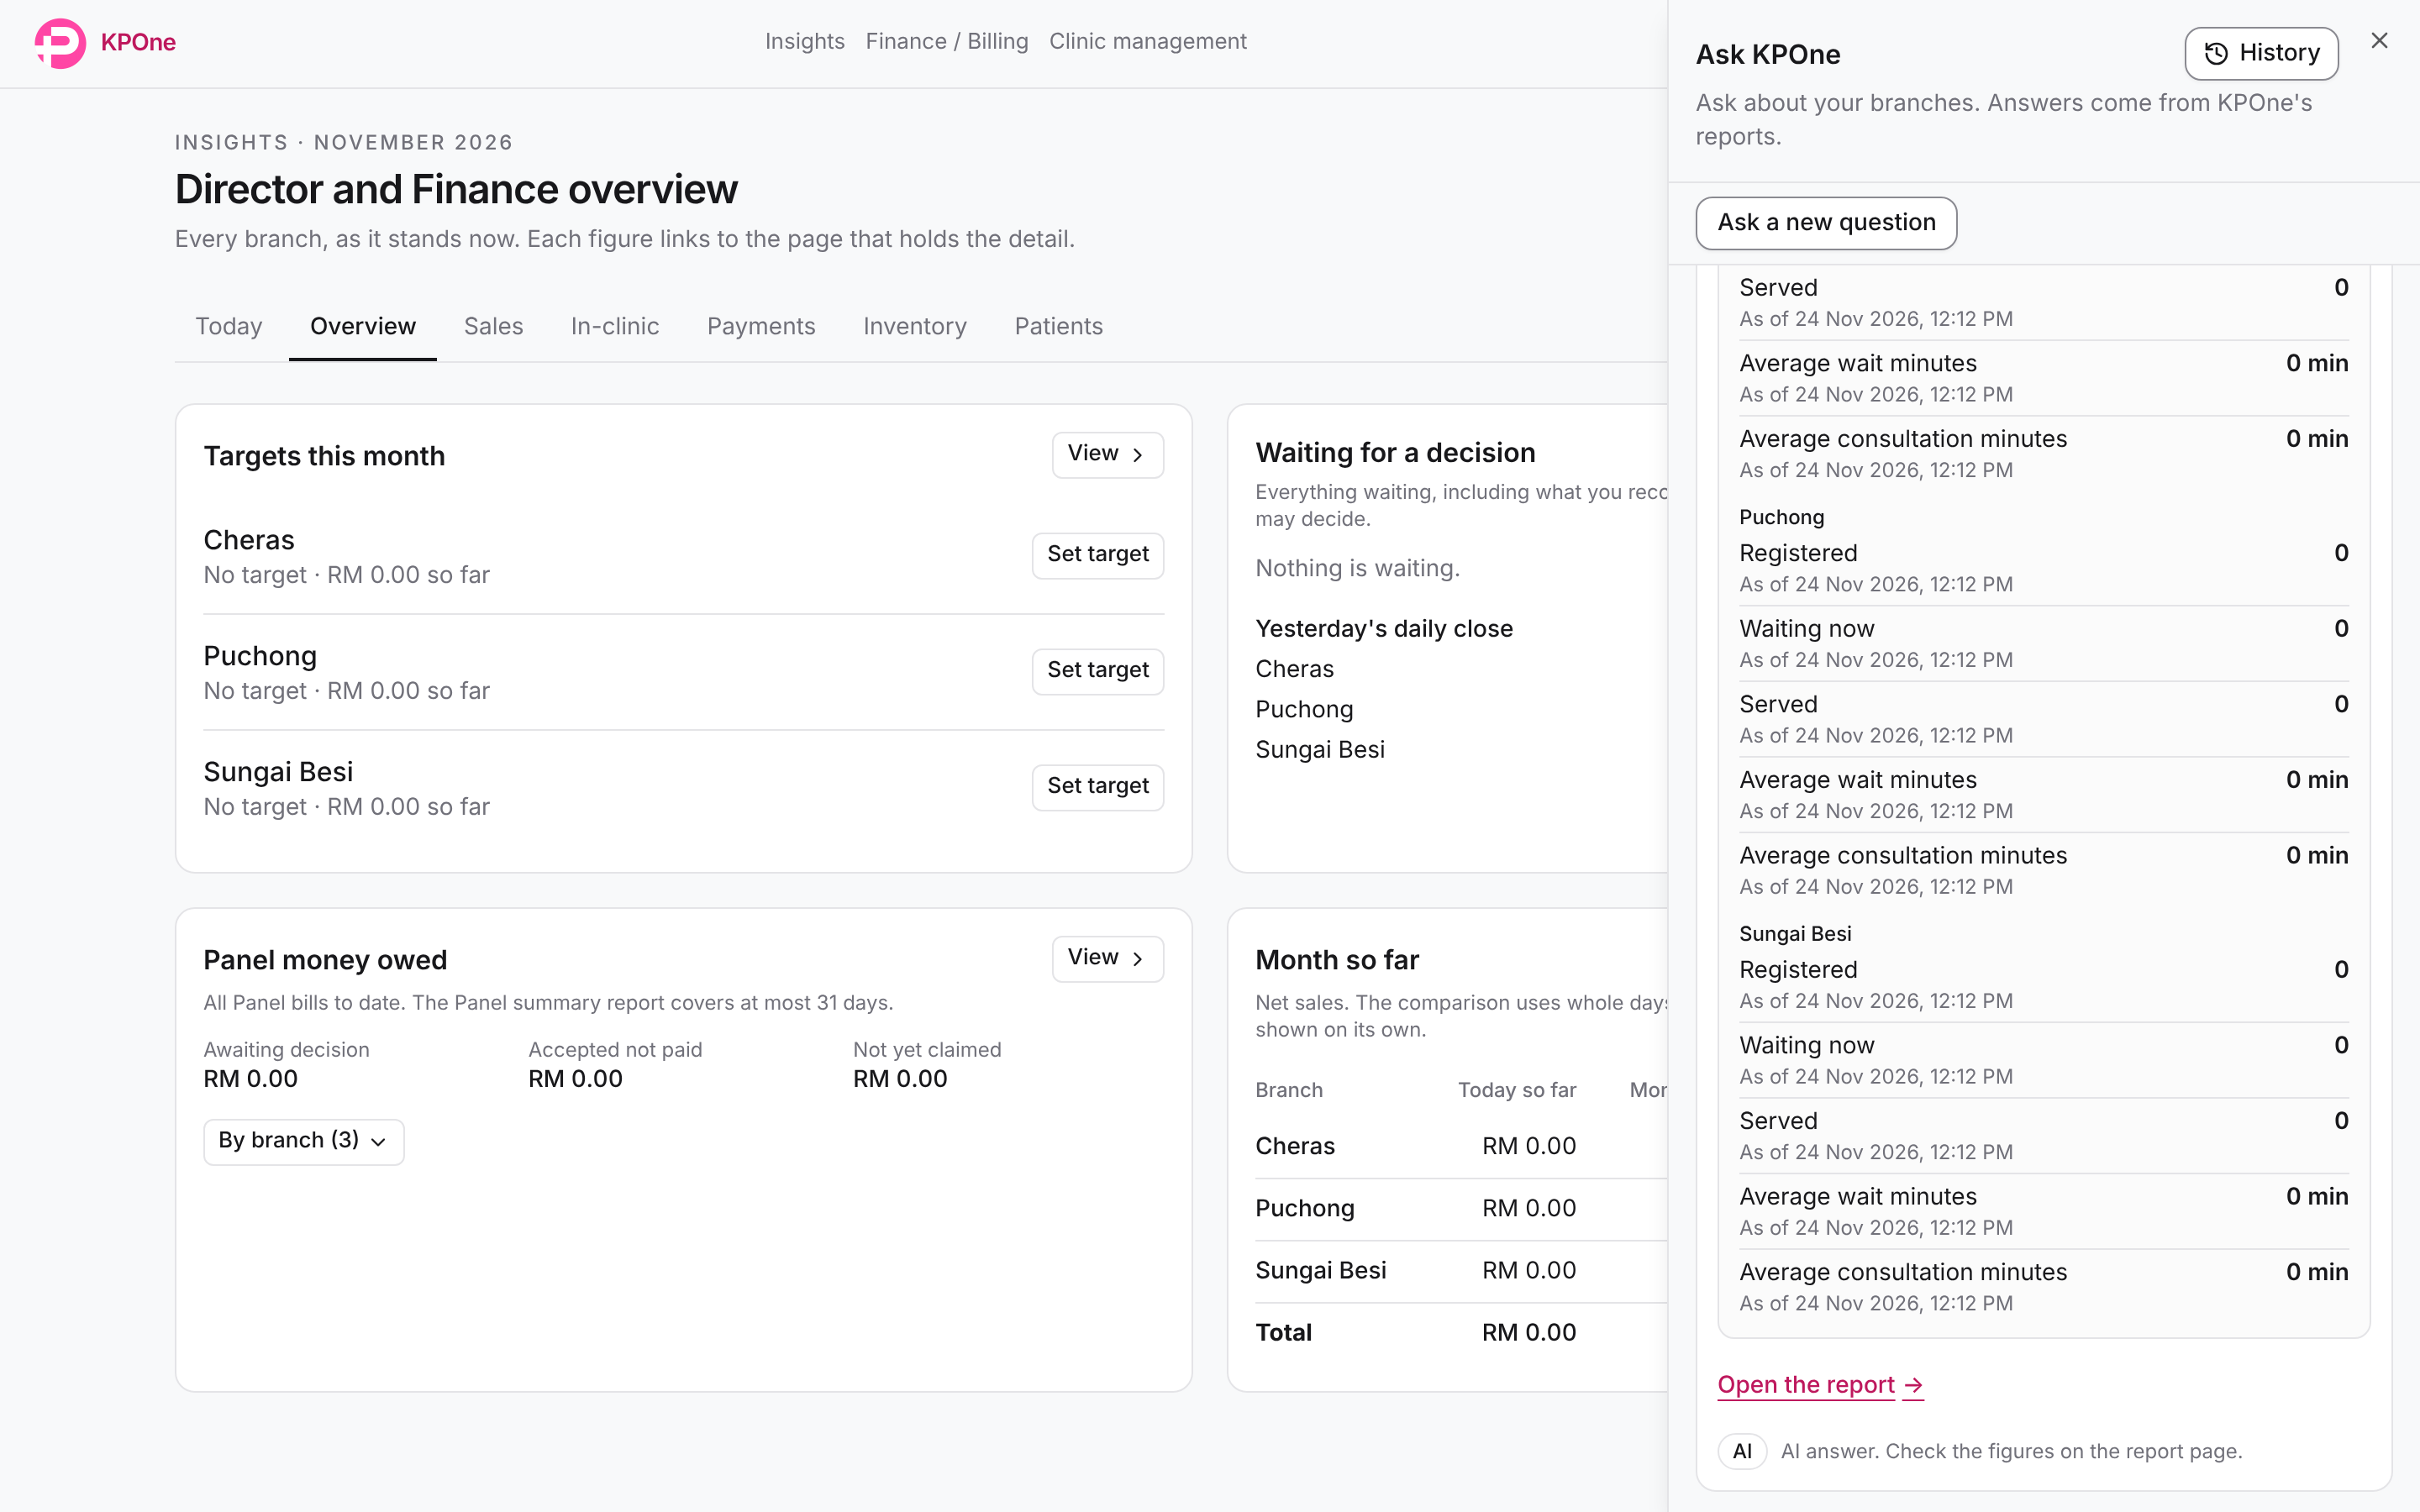 KPOne
Insights
Finance / Billing
Clinic management
INSIGHTS · NOVEMBER 2026
Director and Finance overview
Every branch, as it stands now. Each figure links to the page that holds the detail.
Today
Overview
Sales
In-clinic
Payments
Inventory
Patients
Targets this month
View
Cheras
No target · RM 0.00 so far
Set target
Puchong
No target · RM 0.00 so far
Set target
Sungai Besi
No target · RM 0.00 so far
Set target
Waiting for a decision
Everything waiting, including what you reco
may decide.
Nothing is waiting.
Yesterday's daily close
Cheras
Puchong
Sungai Besi
Panel money owed
View
All Panel bills to date. The Panel summary report covers at most 31 days.
Awaiting decision
RM 0.00
Accepted not paid
RM 0.00
Not yet claimed
RM 0.00
By branch (3)
Month so far
Net sales. The comparison uses whole days
shown on its own.
Branch Today so far Mor
Cheras RM 0.00
Puchong RM 0.00
Sungai Besi RM 0.00
Total RM 0.00
Ask KPOne
History
Ask about your branches. Answers come from KPOne's
reports.
Ask a new question
Served 0
As of 24 Nov 2026, 12:12 PM
Average wait minutes 0 min
As of 24 Nov 2026, 12:12 PM
Average consultation minutes 0 min
As of 24 Nov 2026, 12:12 PM
Puchong
Registered 0
As of 24 Nov 2026, 12:12 PM
Waiting now 0
As of 24 Nov 2026, 12:12 PM
Served 0
As of 24 Nov 2026, 12:12 PM
Average wait minutes 0 min
As of 24 Nov 2026, 12:12 PM
Average consultation minutes 0 min
As of 24 Nov 2026, 12:12 PM
Sungai Besi
Registered 0
As of 24 Nov 2026, 12:12 PM
Waiting now 0
As of 24 Nov 2026, 12:12 PM
Served 0
As of 24 Nov 2026, 12:12 PM
Average wait minutes 0 min
As of 24 Nov 2026, 12:12 PM
Average consultation minutes 0 min
As of 24 Nov 2026, 12:12 PM
Open the report →
AI
AI answer. Check the figures on the report page.